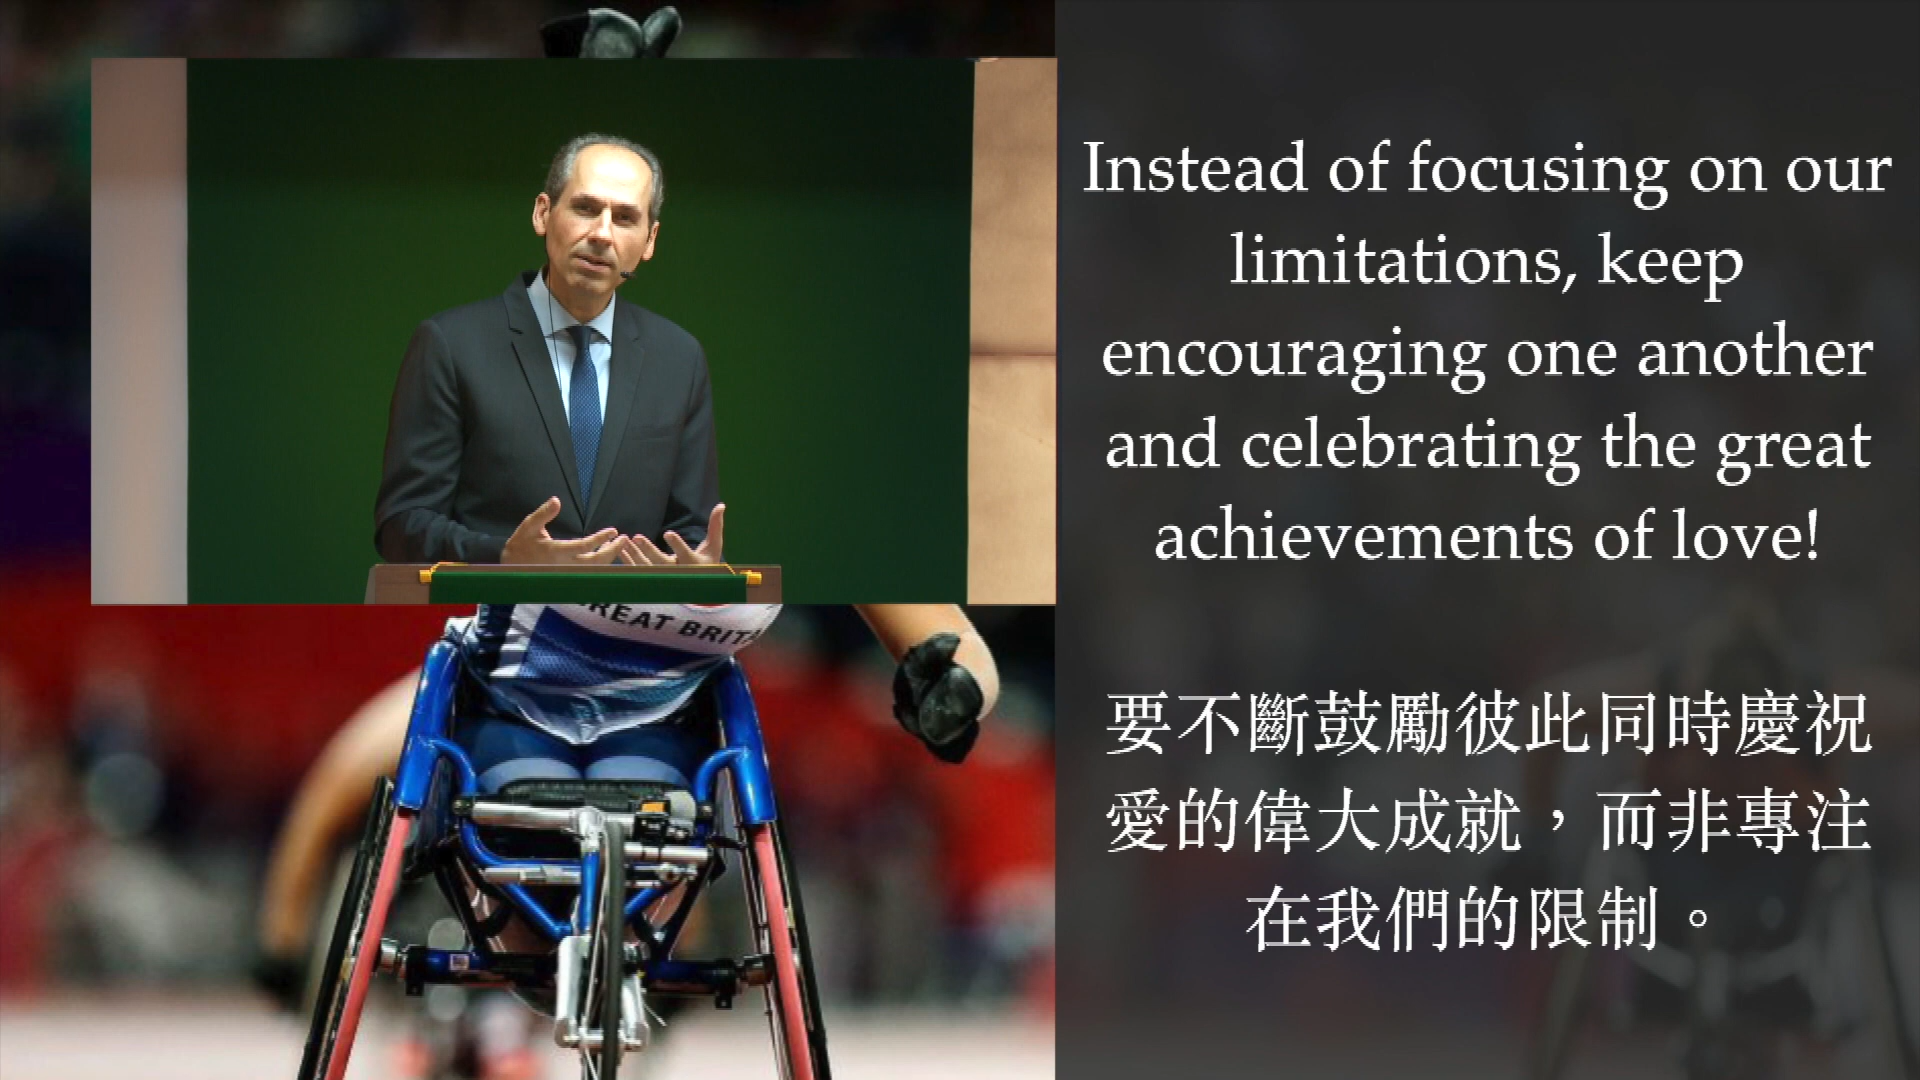 Instead of focusing on our
limitations, keep
encouraging one another
and celebrating the great
achievements of love!
要不斷鼓勵彼此同時慶祝
愛的偉大成就，而非專注
在我們的限制。
GREAT BRITA